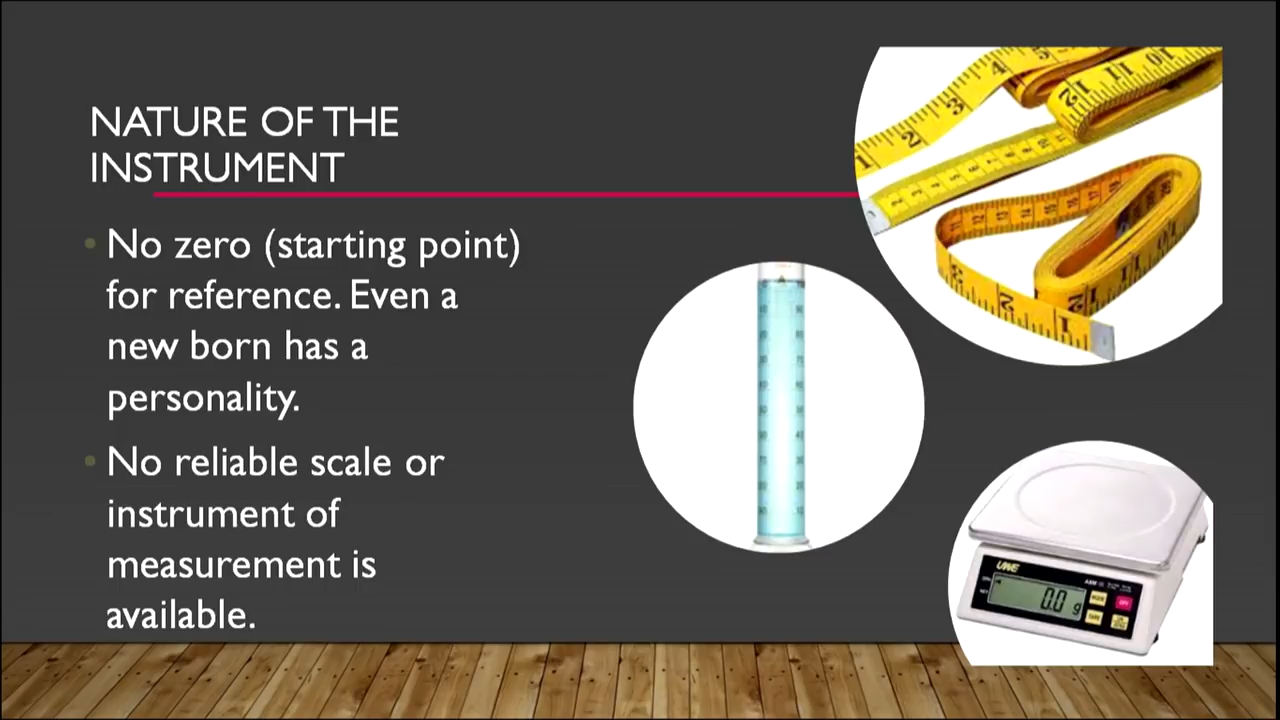 NATURE OF THE
INSTRUMENT
• No zero (starting point)
for reference. Even a
new born has a
personality.
• No reliable scale or
instrument of
measurement is
available.
UWE
0.0 g